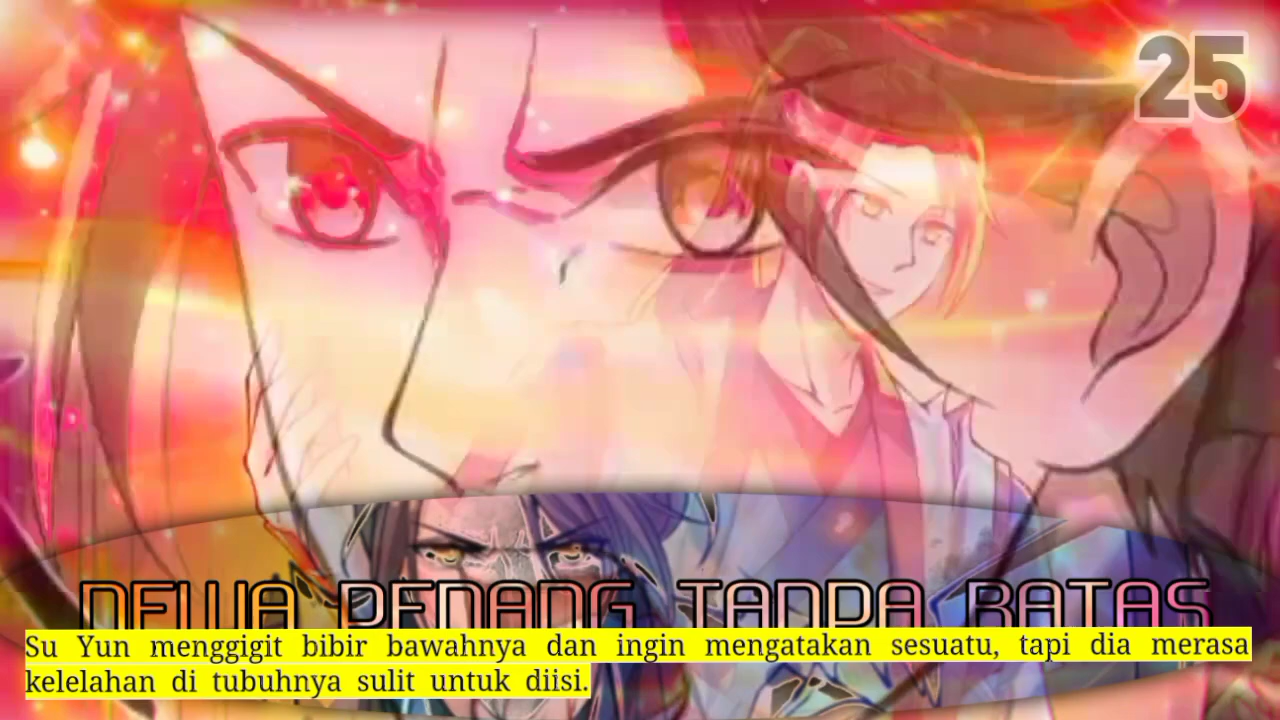 25
DEWA PEDANG TANPA BATAS
Su Yun menggigit bibir bawahnya dan ingin mengatakan sesuatu, tapi dia merasa
kelelahan di tubuhnya sulit untuk diisi.